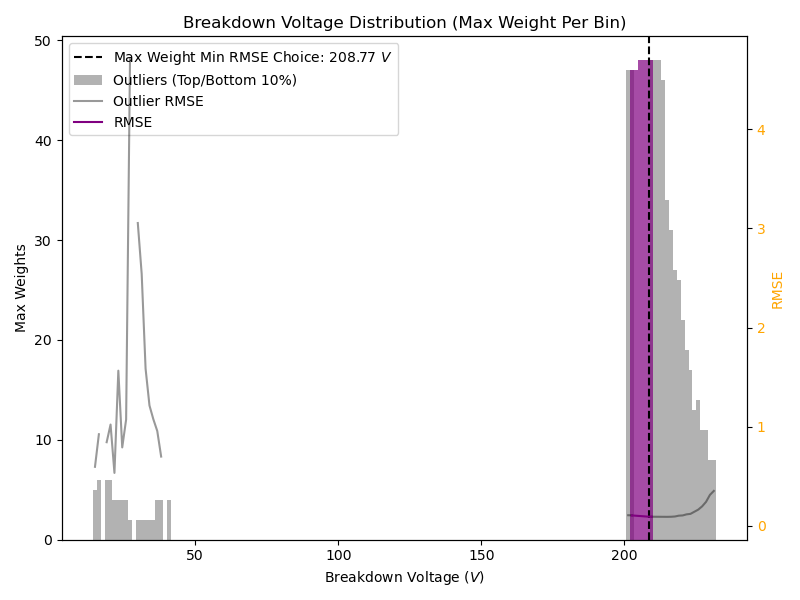 Breakdown Voltage Distribution (Max Weight Per Bin)
Max Weight Min RMSE Choice: 208.77 V
Outliers (Top/Bottom 10%)
Outlier RMSE
RMSE
50
40
30
20
10
0
Max Weights
4
3
2
1
0
RMSE
50 100 150 200
Breakdown Voltage (V)